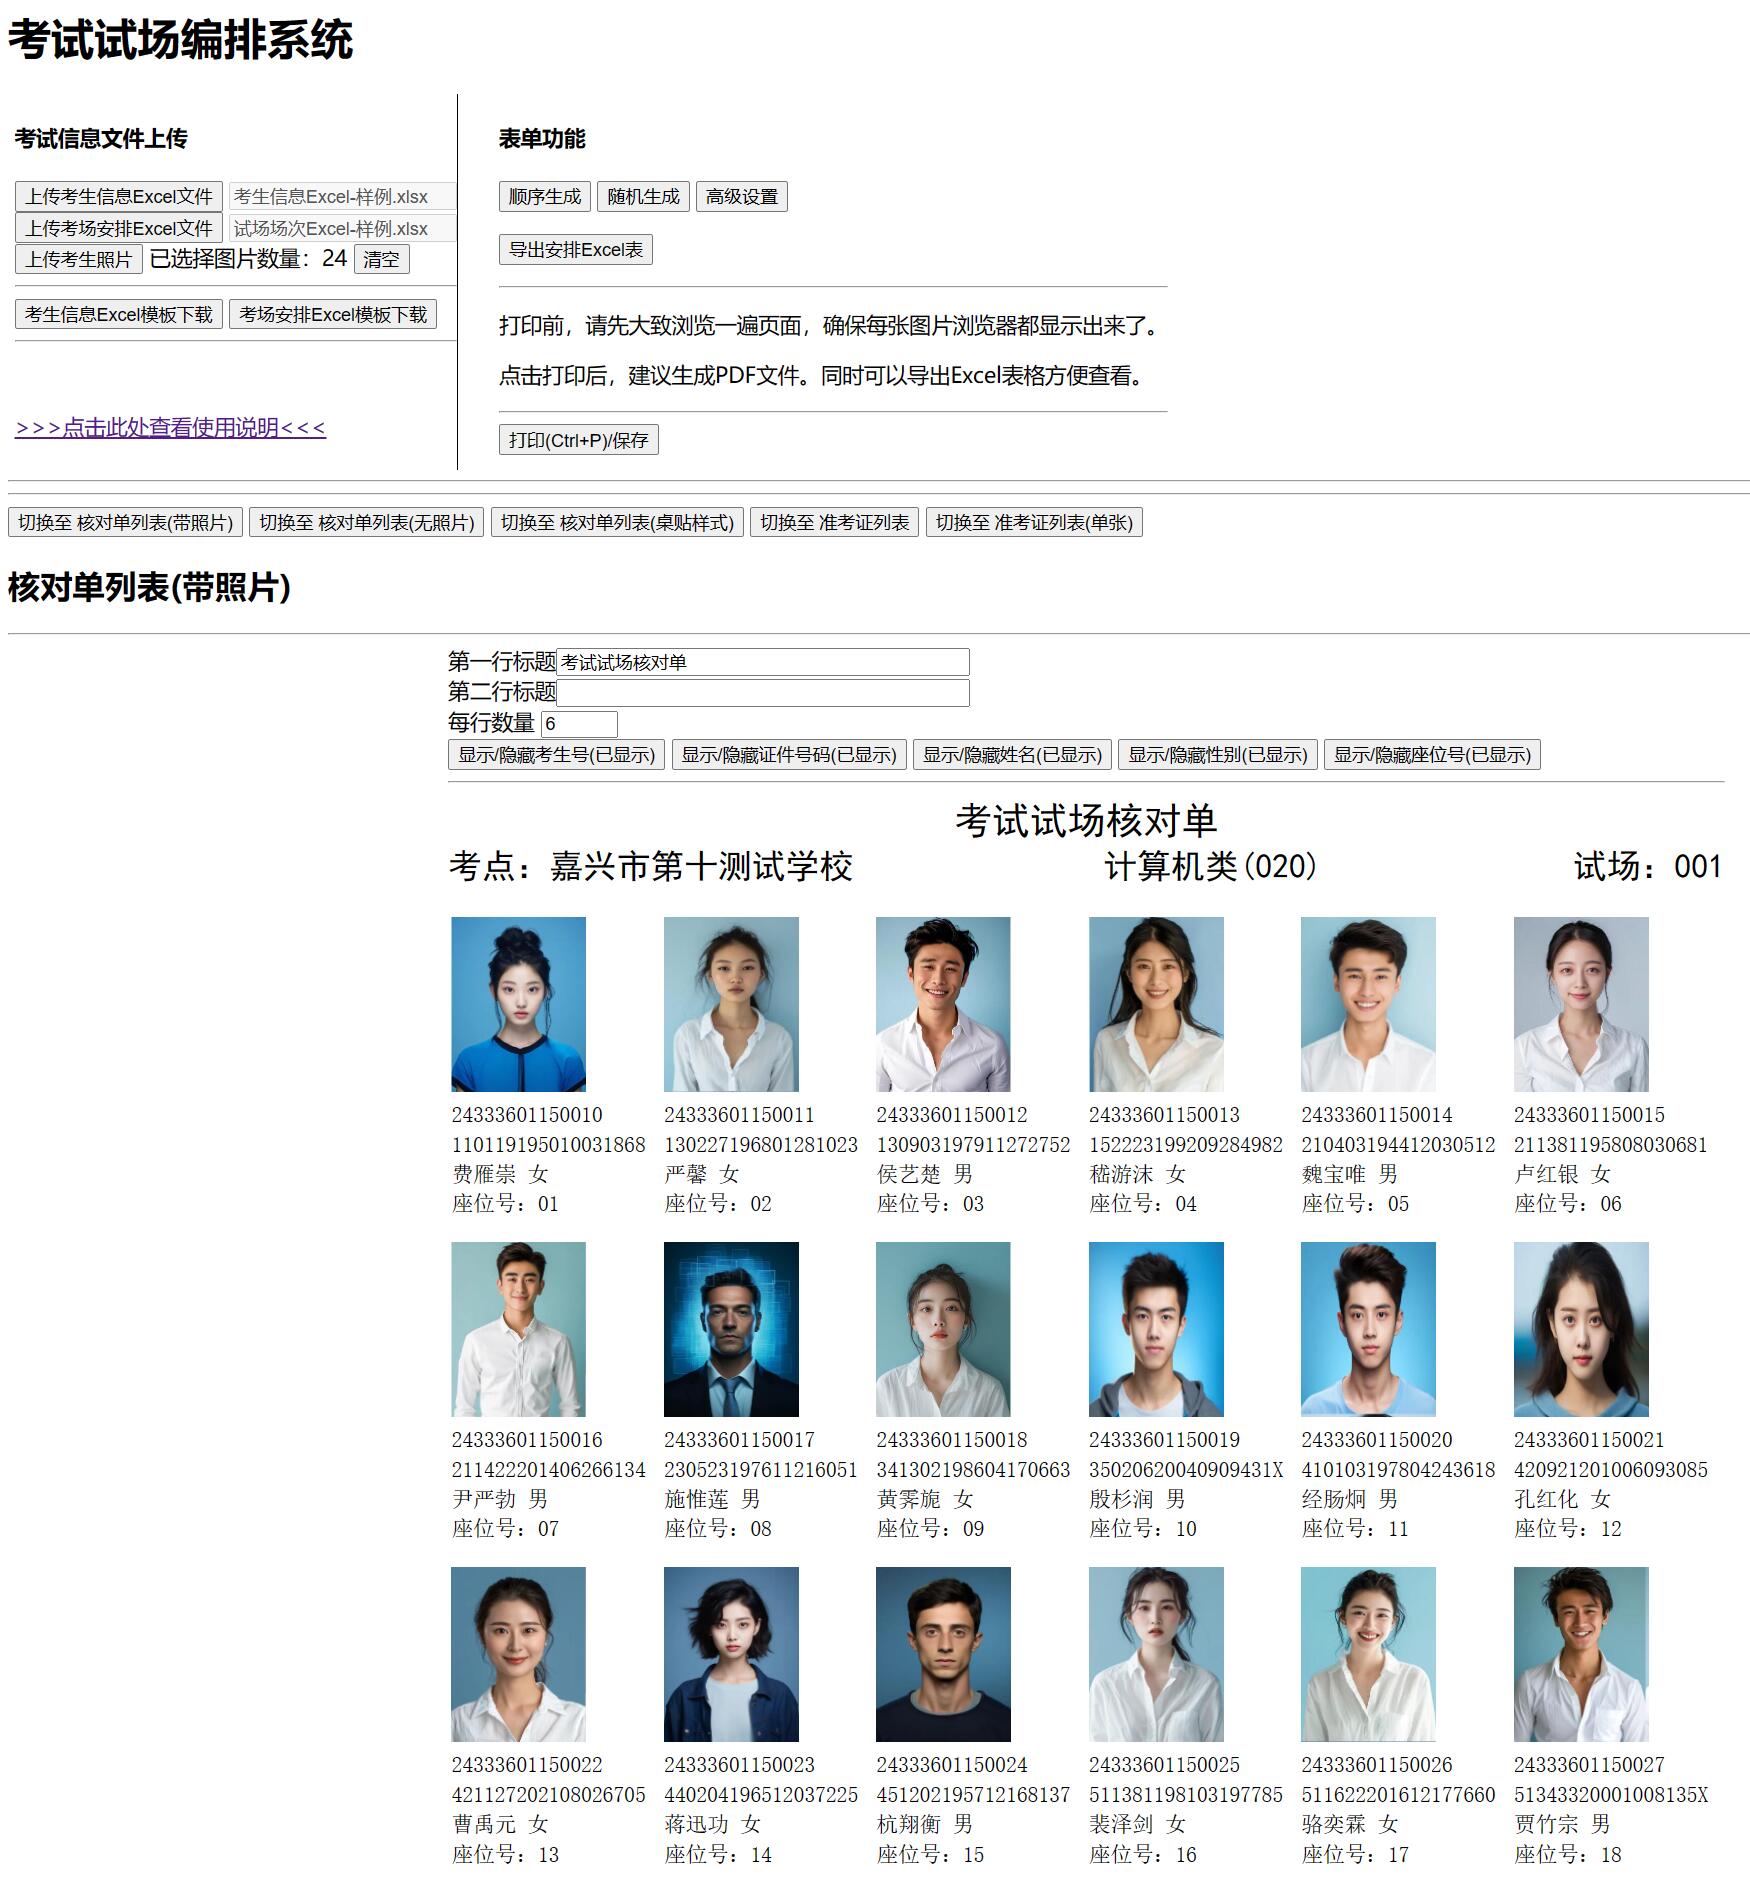 考试试场编排系统
考试信息文件上传
上传考生信息Excel文件 考生信息Excel-样例.xlsx
上传考场安排Excel文件 试场场次Excel-样例.xlsx
上传考生照片 已选择图片数量：24 清空
考生信息Excel模板下载 考场安排Excel模板下载
>>>点击此处查看使用说明<<<
表单功能
顺序生成 随机生成 高级设置
导出安排Excel表
打印前，请先大致浏览一遍页面，确保每张图片浏览器都显示出来了。
点击打印后，建议生成PDF文件。同时可以导出Excel表格方便查看。
打印(Ctrl+P)/保存
切换至 核对单列表(带照片) 切换至 核对单列表(无照片) 切换至 核对单列表(桌贴样式) 切换至 准考证列表 切换至 准考证列表(单张)
核对单列表(带照片)
第一行标题 考试试场核对单
第二行标题
每行数量 6
显示/隐藏考生号(已显示) 显示/隐藏证件号码(已显示) 显示/隐藏姓名(已显示) 显示/隐藏性别(已显示) 显示/隐藏座位号(已显示)
考试试场核对单
考点：嘉兴市第十测试学校 计算机类(020) 试场：001
24333601150010 24333601150011 24333601150012 24333601150013 24333601150014 24333601150015
110119195010031868 130227196801281023 130903197911272752 152223199209284982 210403194412030512 211381195808030681
费雁崇 女 严馨 女 侯艺楚 男 嵇游沫 女 魏宝唯 男 卢红银 女
座位号：01 座位号：02 座位号：03 座位号：04 座位号：05 座位号：06
24333601150016 24333601150017 24333601150018 24333601150019 24333601150020 24333601150021
211422201406266134 230523197611216051 341302198604170663 35020620040909431X 410103197804243618 420921201006093085
尹严勃 男 施惟莲 男 黄霁旎 女 殷杉润 男 经肠炯 男 孔红化 女
座位号：07 座位号：08 座位号：09 座位号：10 座位号：11 座位号：12
24333601150022 24333601150023 24333601150024 24333601150025 24333601150026 24333601150027
421127202108026705 440204196512037225 451202195712168137 511381198103197785 511622201612177660 51343320001008135X
曹禹元 女 蒋迅功 女 杭翔衡 男 裴泽剑 女 骆奕霖 女 贾竹宗 男
座位号：13 座位号：14 座位号：15 座位号：16 座位号：17 座位号：18